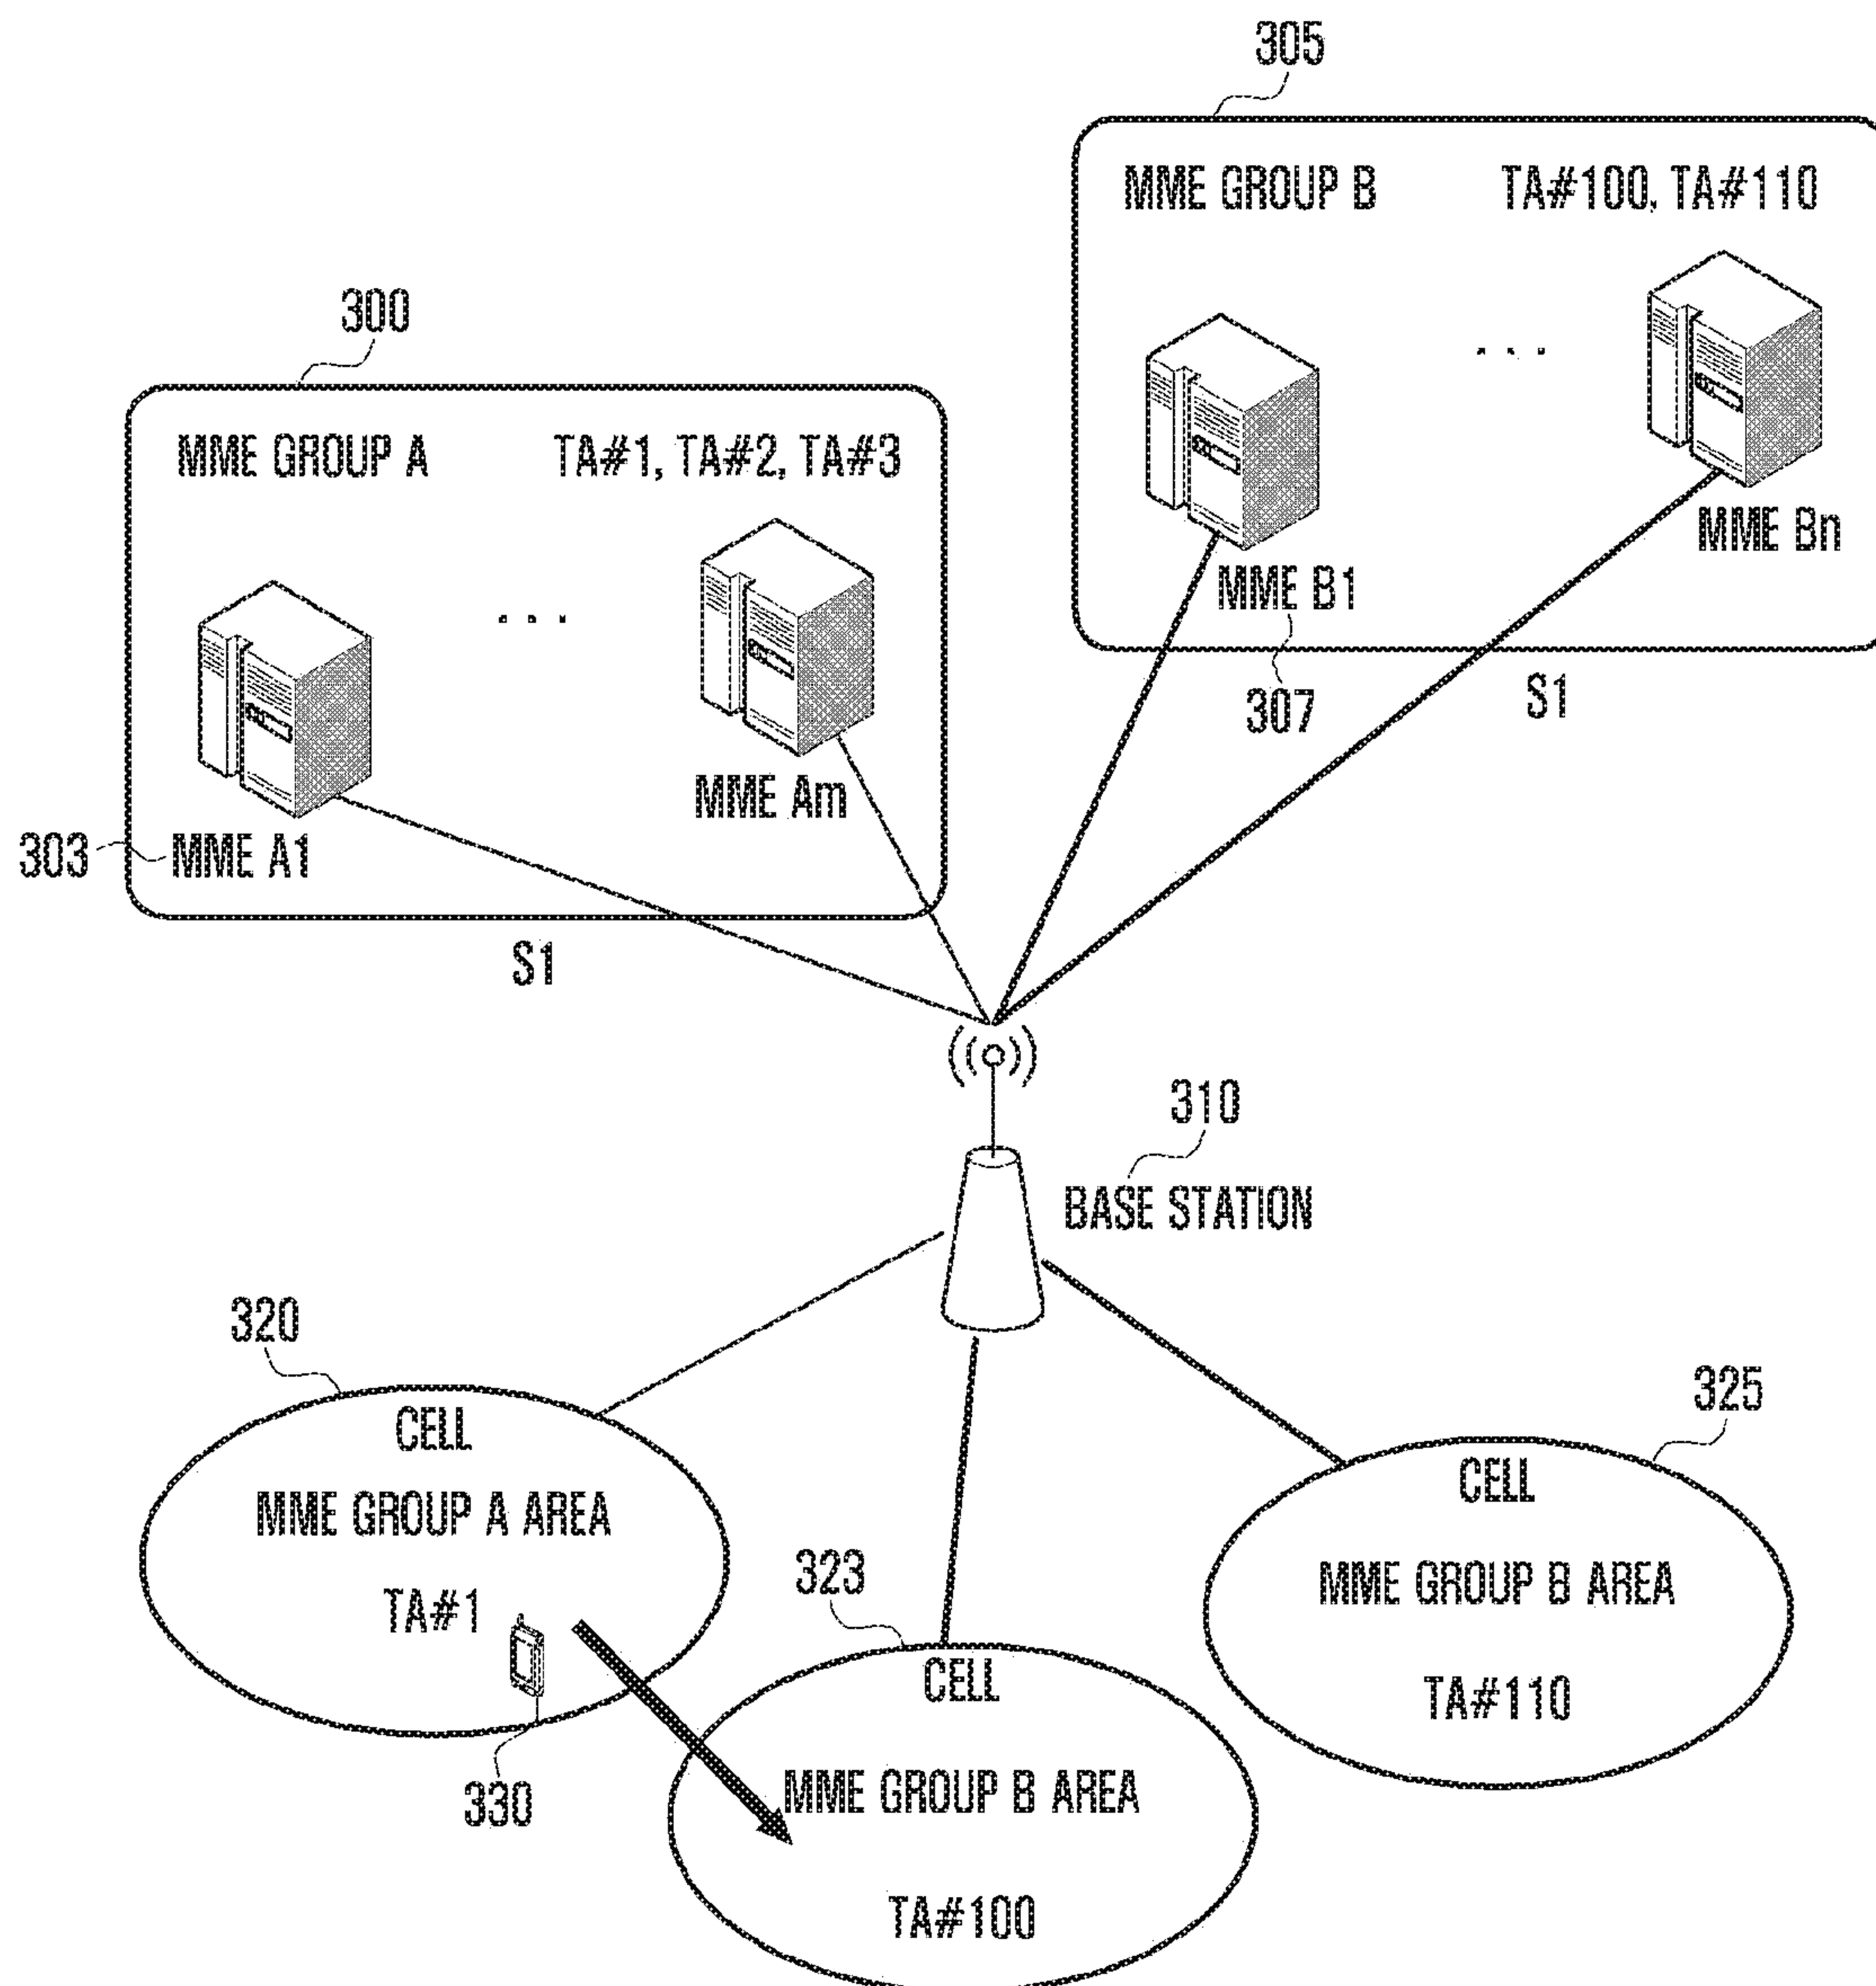 305
MME GROUP B TA#100, TA#110
300
MME GROUP A TA#1, TA#2, TA#3
. . .
MME Bn
MME B1
. . .
307
S1
MME Am
303 MME A1
S1
310
BASE STATION
320
CELL
MME GROUP A AREA
TA#1
330
323
CELL
MME GROUP B AREA
TA#100
325
CELL
MME GROUP B AREA
TA#110